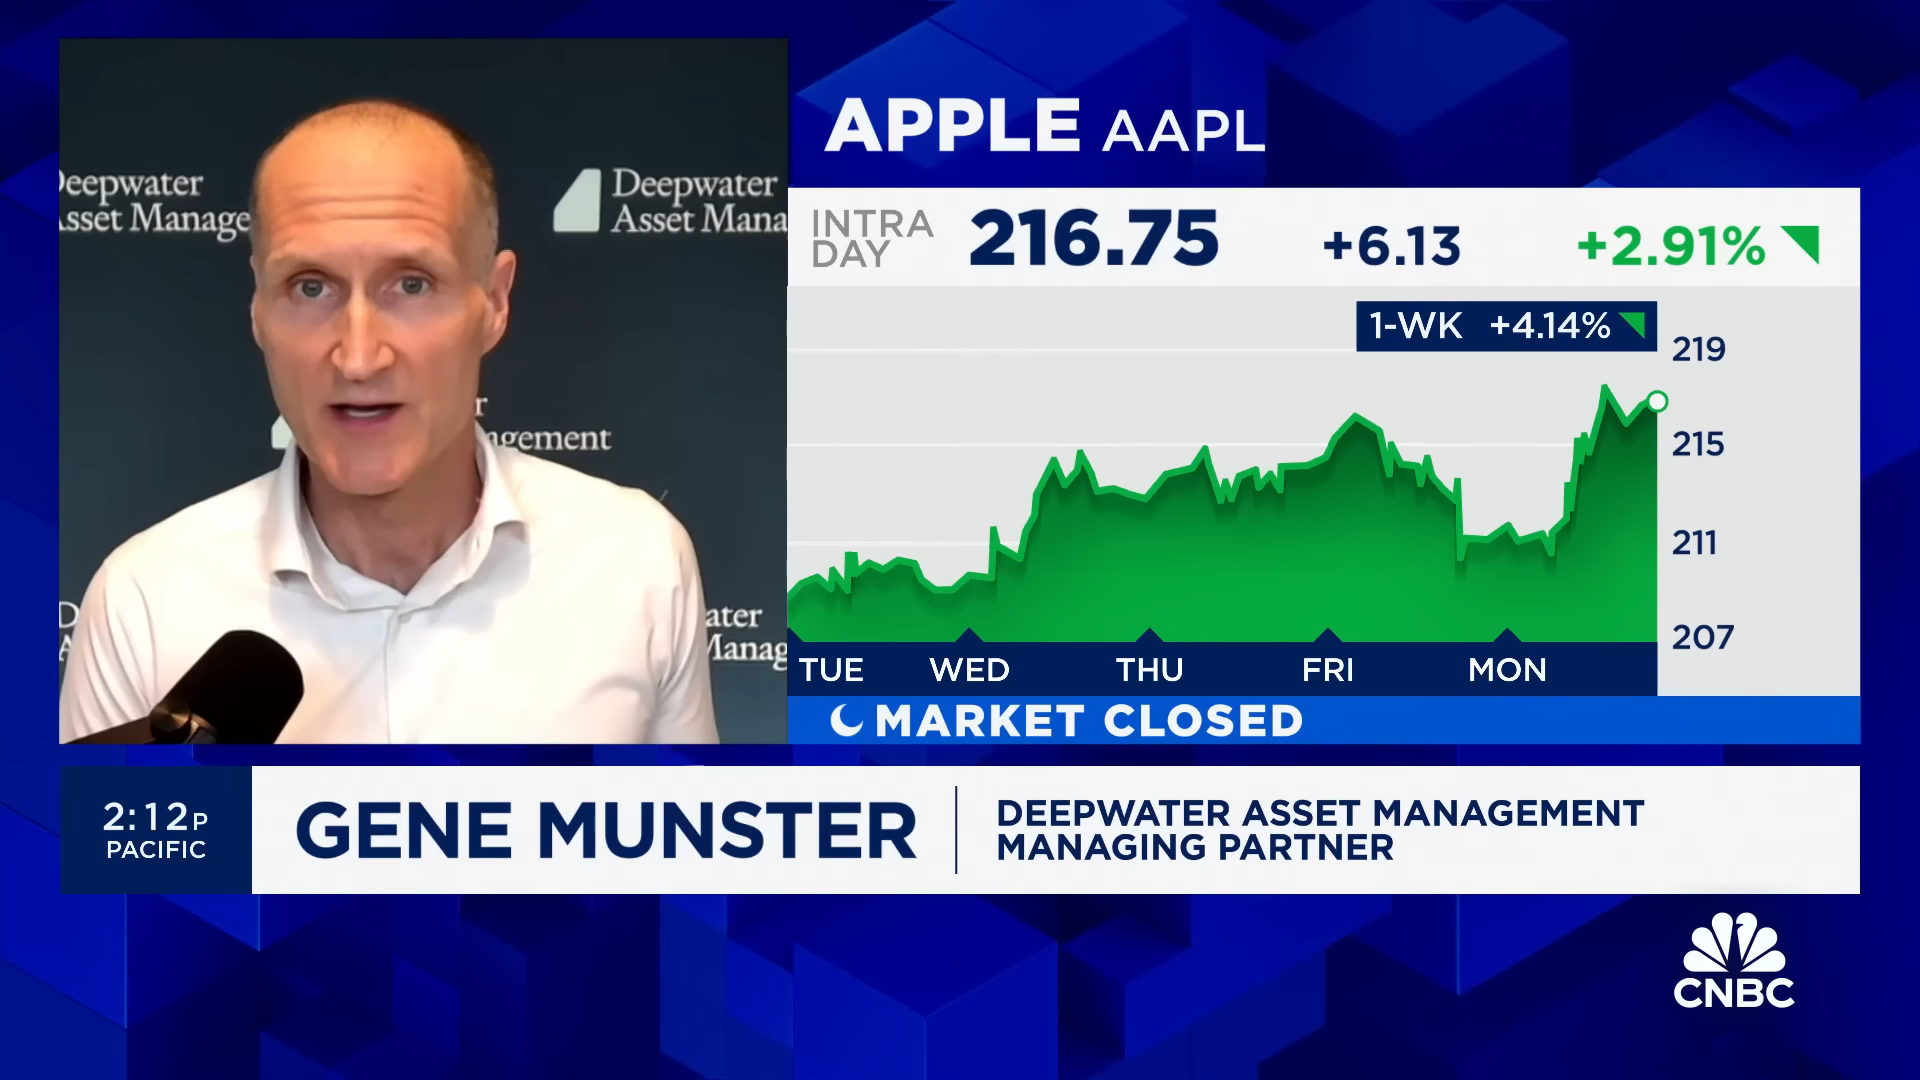 Deepwater
Asset Manage
Deepwater
Asset Mana
r
agement
D
A
ater
Manag
APPLE AAPL
INTRA
DAY
216.75 +6.13 +2.91%
1-WK +4.14%
219
215
211
207
TUE WED THU FRI MON
MARKET CLOSED
2:12P
PACIFIC
GENE MUNSTER
DEEPWATER ASSET MANAGEMENT
MANAGING PARTNER
CNBC